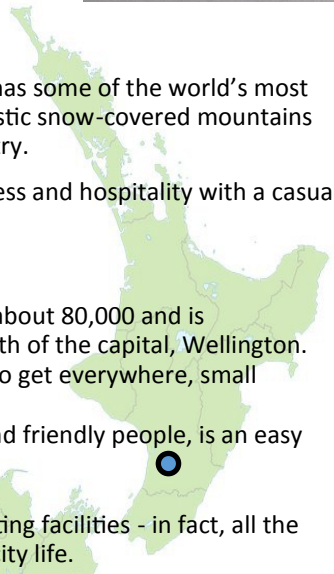 has some of the world's most
stic snow-covered mountains
try.
ess and hospitality with a casua
about 80,000 and is
th of the capital, Wellington.
o get everywhere, small
nd friendly people, is an easy
ting facilities - in fact, all the
city life.